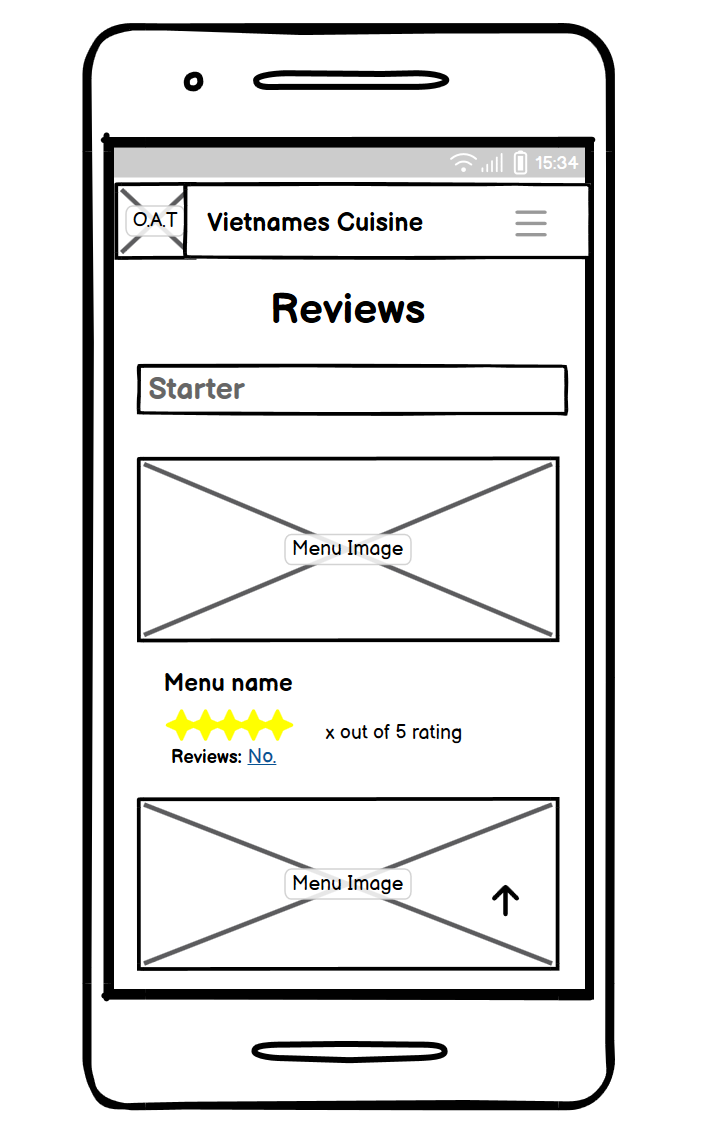 15:34
O.A.T
Vietnames Cuisine
Reviews
Starter
Menu Image
Menu name
x out of 5 rating
Reviews: No.
Menu Image